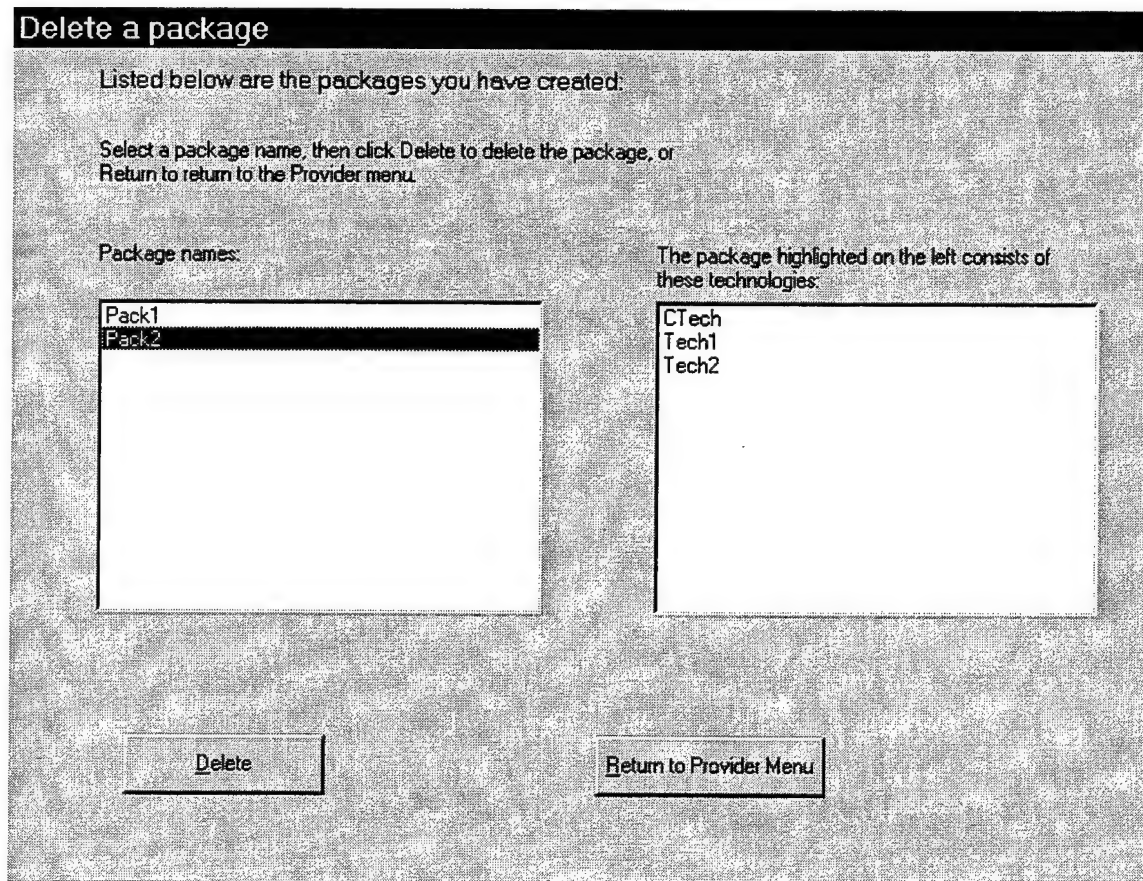 Delete a package
Listed below are the packages you have created:
Select a package name, then click Delete to delete the package, or
Return to return to the Provider menu.
Package names:
The package highlighted on the left consists of
these technologies:
Pack1
Pack2
CTech
Tech1
Tech2
Delete
Return to Provider Menu